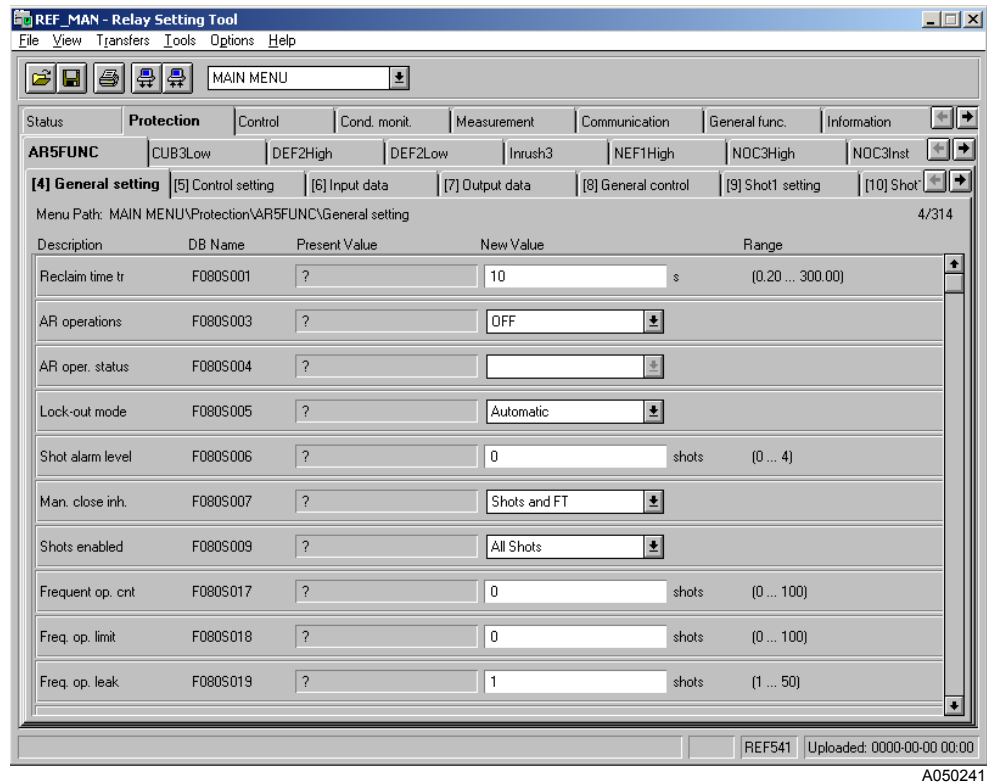 REF_MAN - Relay Setting Tool
File View Transfers Tools Options Help
MAIN MENU
Status Protection Control Cond. monit. Measurement Communication General func. Information
AR5FUNC CUB3Low DEF2High DEF2Low Inrush3 NEF1High NOC3High NOC3Inst
[4] General setting [5] Control setting [6] Input data [7] Output data [8] General control [9] Shot1 setting [10] Shot
Menu Path: MAIN MENU\Protection\AR5FUNC\General setting 4/314
Description DB Name Present Value New Value Range
Reclaim time tr F080S001 ? 10 s (0.20 ... 300.00)
AR operations F080S003 ? OFF
AR oper. status F080S004 ?
Lock-out mode F080S005 ? Automatic
Shot alarm level F080S006 ? 0 shots (0 ... 4)
Man. close inh. F080S007 ? Shots and FT
Shots enabled F080S009 ? All Shots
Frequent op. cnt F080S017 ? 0 shots (0 ... 100)
Freq. op. limit F080S018 ? 0 shots (0 ... 100)
Freq. op. leak F080S019 ? 1 shots (1 ... 50)
REF541 Uploaded: 0000-00-00 00:00
A050241